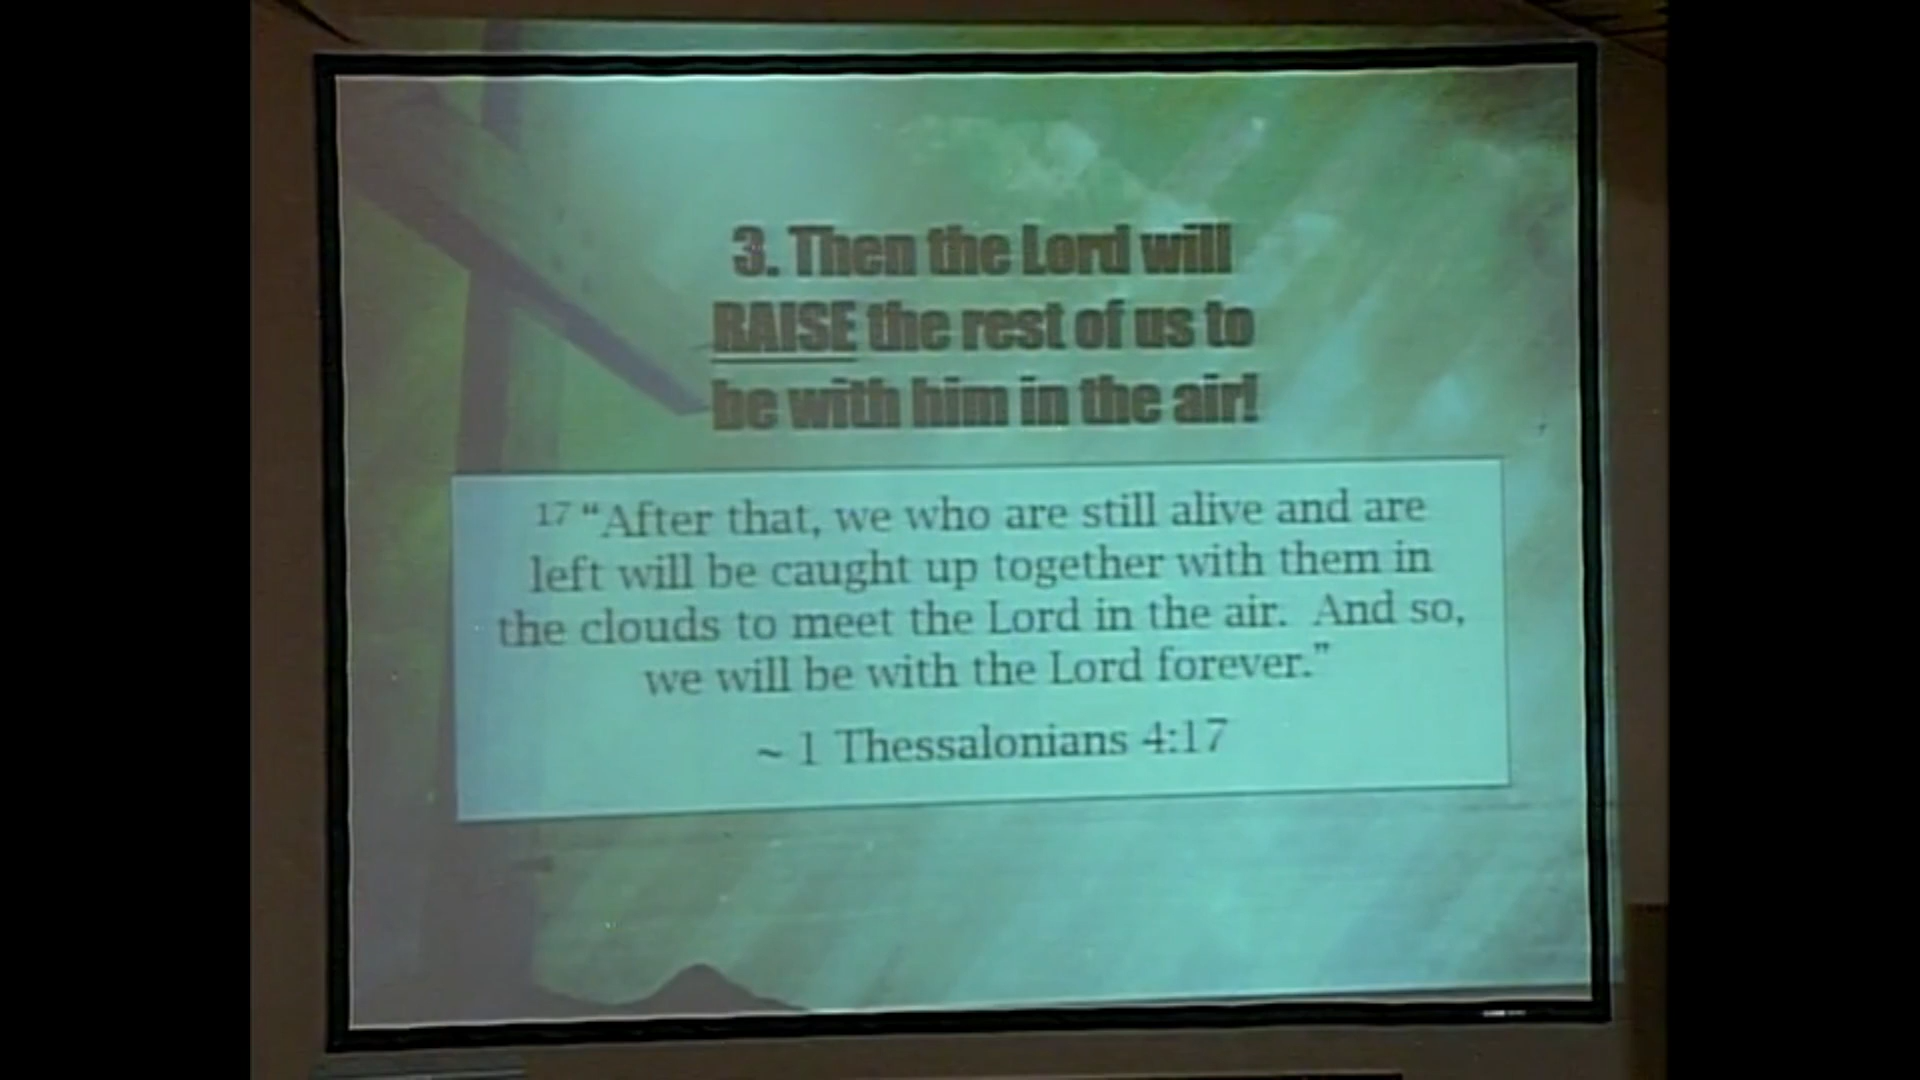 3. Then the Lord will
RAISE the rest of us to
be with him in the air!
17 “After that, we who are still alive and are
left will be caught up together with them in
the clouds to meet the Lord in the air. And so,
we will be with the Lord forever.”
~ 1 Thessalonians 4:17